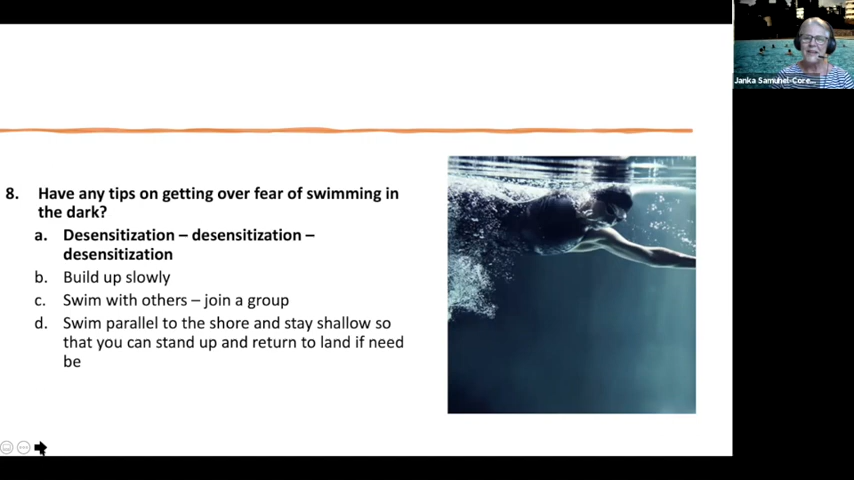 Janka Samuhel-Core...
8. Have any tips on getting over fear of swimming in
the dark?
a. Desensitization – desensitization –
desensitization
b. Build up slowly
c. Swim with others – join a group
d. Swim parallel to the shore and stay shallow so
that you can stand up and return to land if need
be